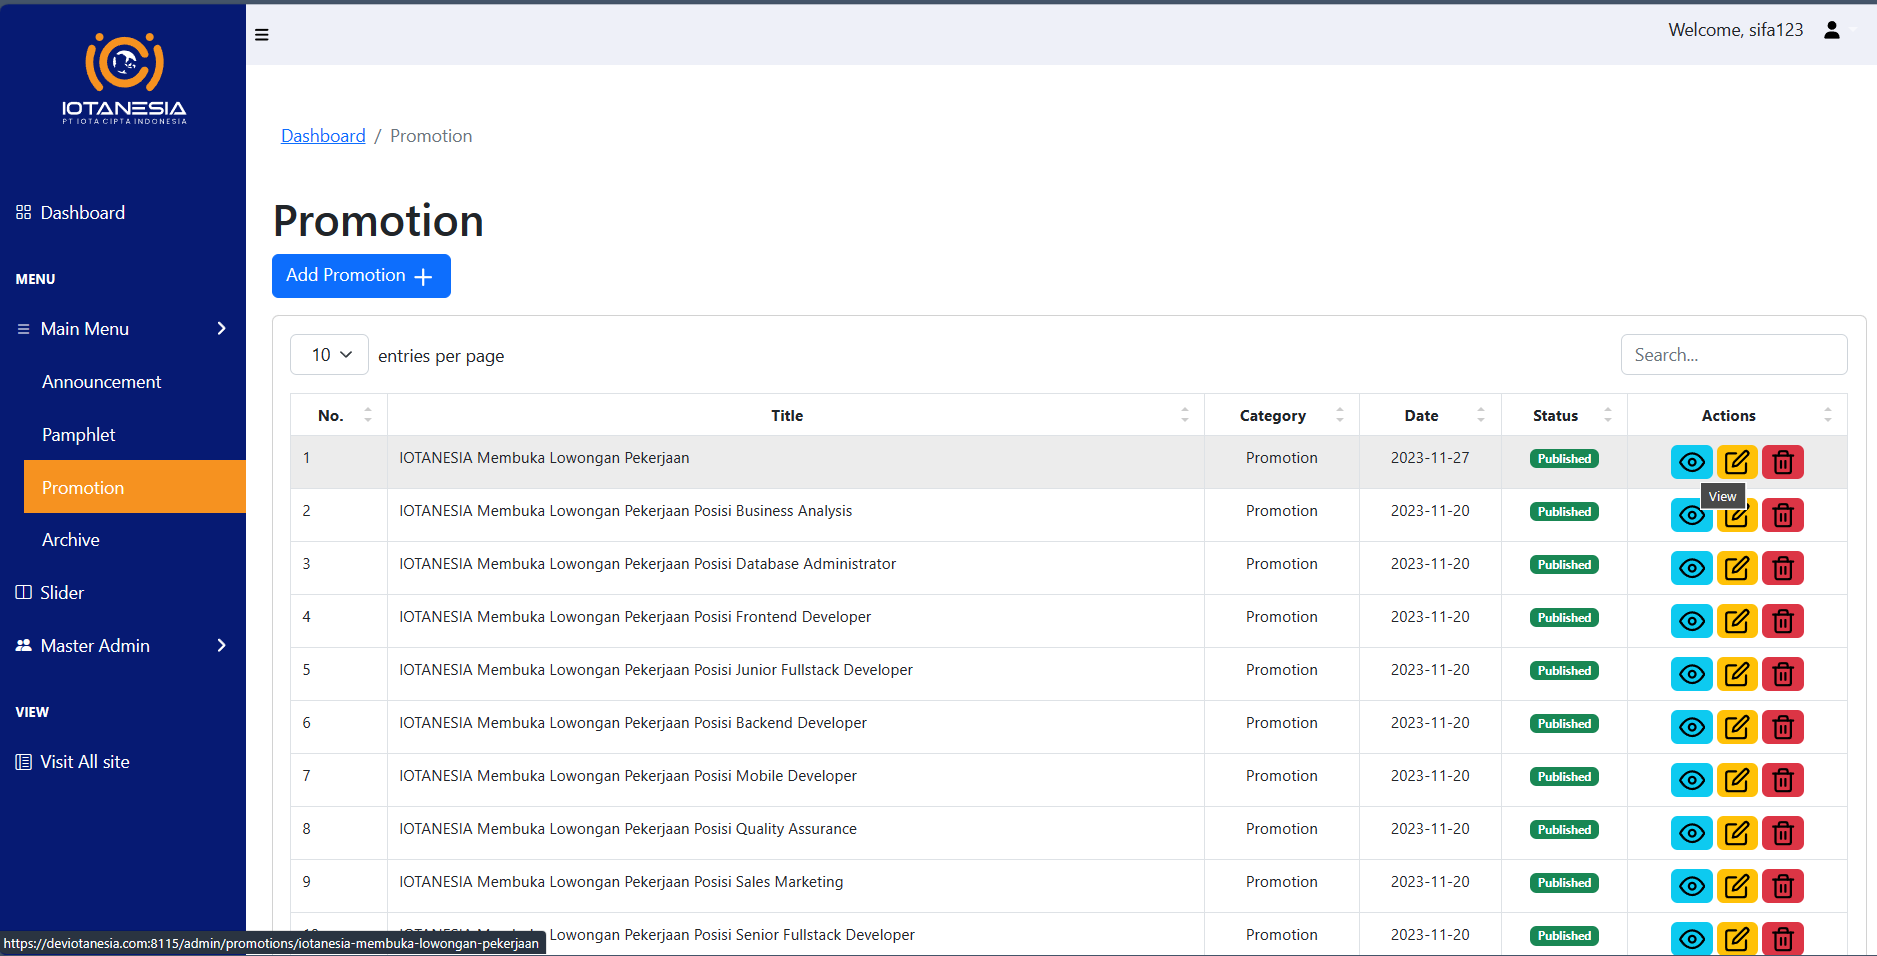 Welcome, sifa123
IOTANESIA
PT IOTA CIPTA INDONESIA
Dashboard
MENU
Main Menu
Announcement
Pamphlet
Promotion
Archive
Slider
Master Admin
VIEW
Visit All site
Dashboard / Promotion
Promotion
Add Promotion +
10 entries per page
Search...
No. Title Category Date Status Actions
1 IOTANESIA Membuka Lowongan Pekerjaan Promotion 2023-11-27 Published
View
2 IOTANESIA Membuka Lowongan Pekerjaan Posisi Business Analysis Promotion 2023-11-20 Published
3 IOTANESIA Membuka Lowongan Pekerjaan Posisi Database Administrator Promotion 2023-11-20 Published
4 IOTANESIA Membuka Lowongan Pekerjaan Posisi Frontend Developer Promotion 2023-11-20 Published
5 IOTANESIA Membuka Lowongan Pekerjaan Posisi Junior Fullstack Developer Promotion 2023-11-20 Published
6 IOTANESIA Membuka Lowongan Pekerjaan Posisi Backend Developer Promotion 2023-11-20 Published
7 IOTANESIA Membuka Lowongan Pekerjaan Posisi Mobile Developer Promotion 2023-11-20 Published
8 IOTANESIA Membuka Lowongan Pekerjaan Posisi Quality Assurance Promotion 2023-11-20 Published
9 IOTANESIA Membuka Lowongan Pekerjaan Posisi Sales Marketing Promotion 2023-11-20 Published
Lowongan Pekerjaan Posisi Senior Fullstack Developer Promotion 2023-11-20 Published
https://deviotanesia.com:8115/admin/promotions/iotanesia-membuka-lowongan-pekerjaan